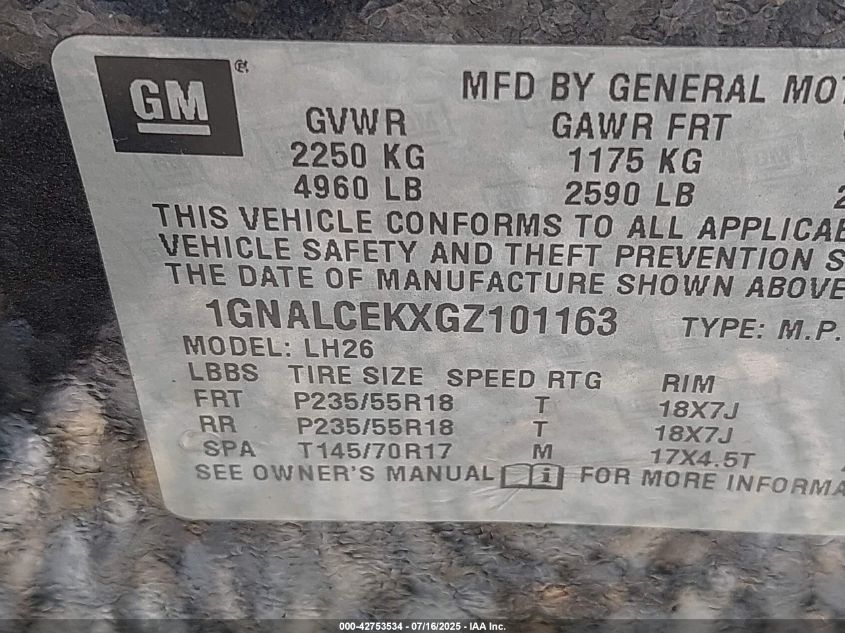 GM ® MFD BY GENERAL MOT
GVWR GAWR FRT
2250 KG 1175 KG
4960 LB 2590 LB 2
THIS VEHICLE CONFORMS TO ALL APPLICAB
VEHICLE SAFETY AND THEFT PREVENTION S
THE DATE OF MANUFACTURE SHOWN ABOVE
1GNALCEKXGZ101163 TYPE: M.P.
MODEL: LH26
LBBS TIRE SIZE SPEED RTG RIM
FRT P235/55R18 T 18X7J
RR P235/55R18 T 18X7J
SPA T145/70R17 M 17X4.5T
SEE OWNER'S MANUAL i FOR MORE INFORMA
000-42753534 - 07/16/2025 - IAA Inc.